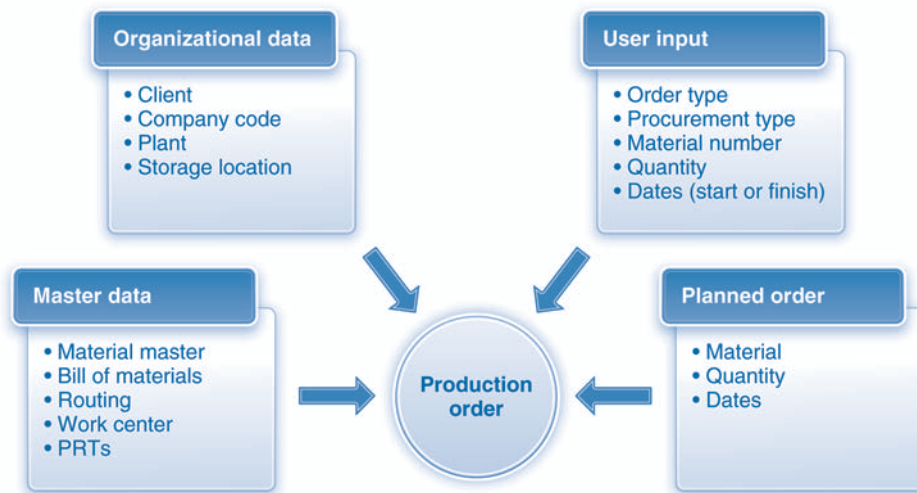 Organizational data
• Client
• Company code
• Plant
• Storage location
User input
• Order type
• Procurement type
• Material number
• Quantity
• Dates (start or finish)
Master data
• Material master
• Bill of materials
• Routing
• Work center
• PRTs
Production
order
Planned order
• Material
• Quantity
• Dates